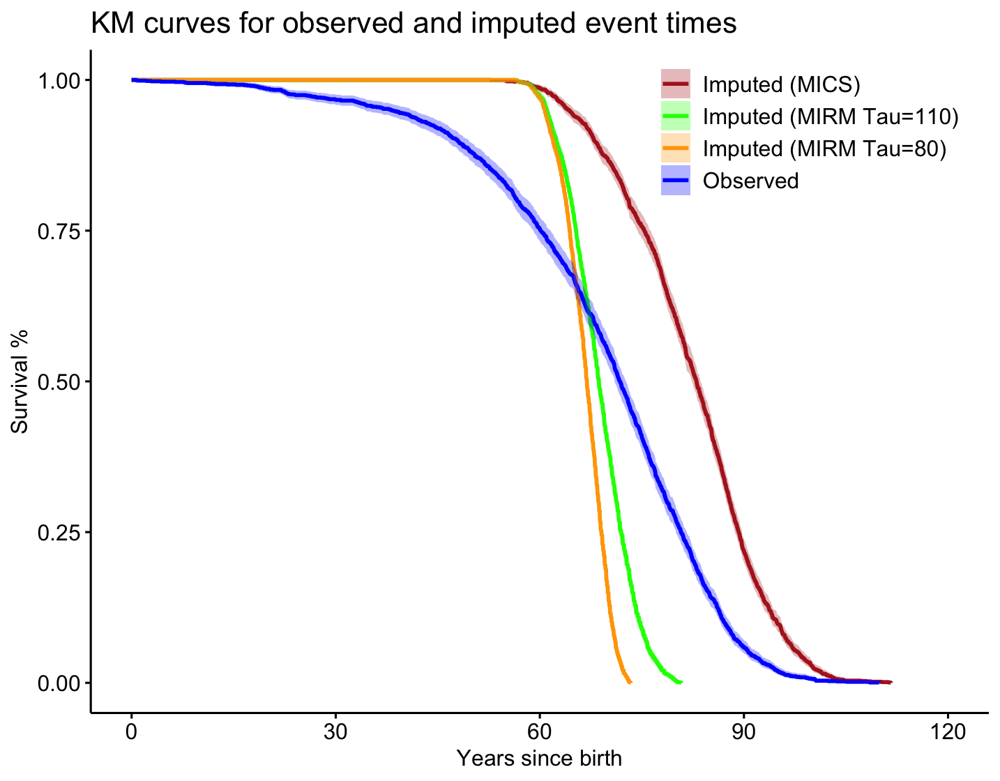 KM curves for observed and imputed event times
Imputed (MICS)
Imputed (MIRM Tau=110)
Imputed (MIRM Tau=80)
Observed
Survival %
1.00
0.75
0.50
0.25
0.00
0 30 60 90 120
Years since birth